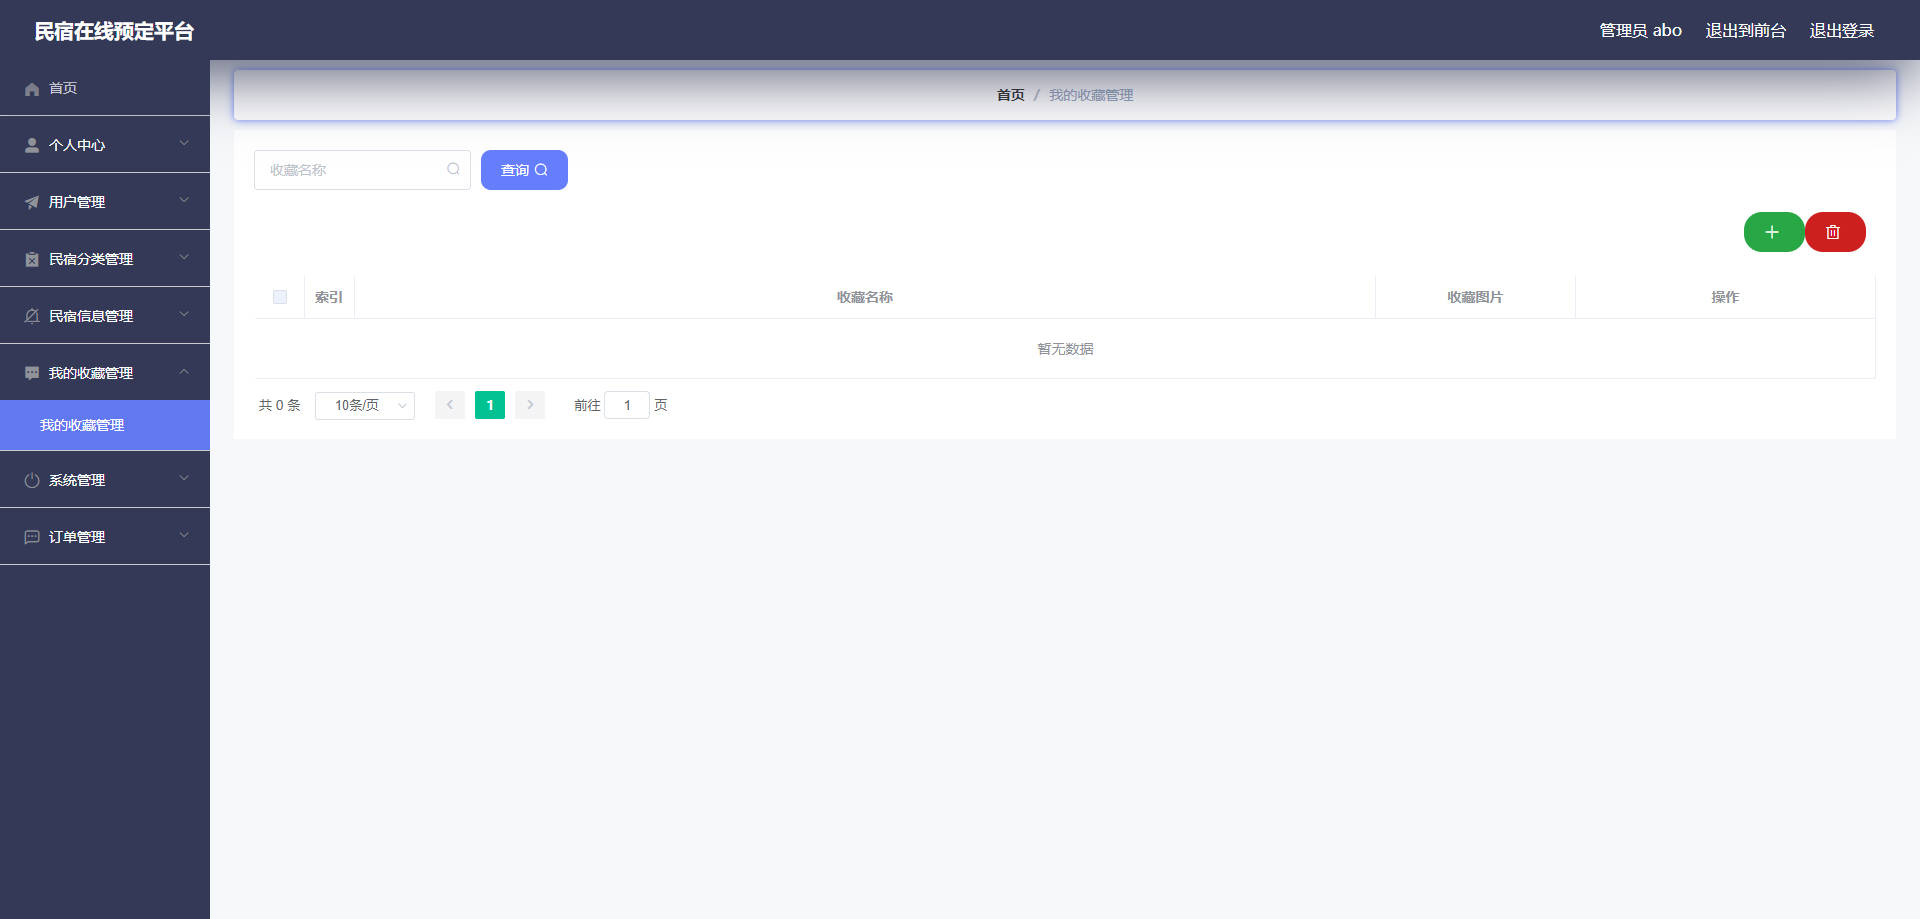 民宿在线预定平台
管理员 abo 退出到前台 退出登录
首页
个人中心
用户管理
民宿分类管理
民宿信息管理
我的收藏管理
我的收藏管理
系统管理
订单管理
首页 / 我的收藏管理
收藏名称 查询
索引 收藏名称 收藏图片 操作
暂无数据
共 0 条 10条/页 1 前往 1 页